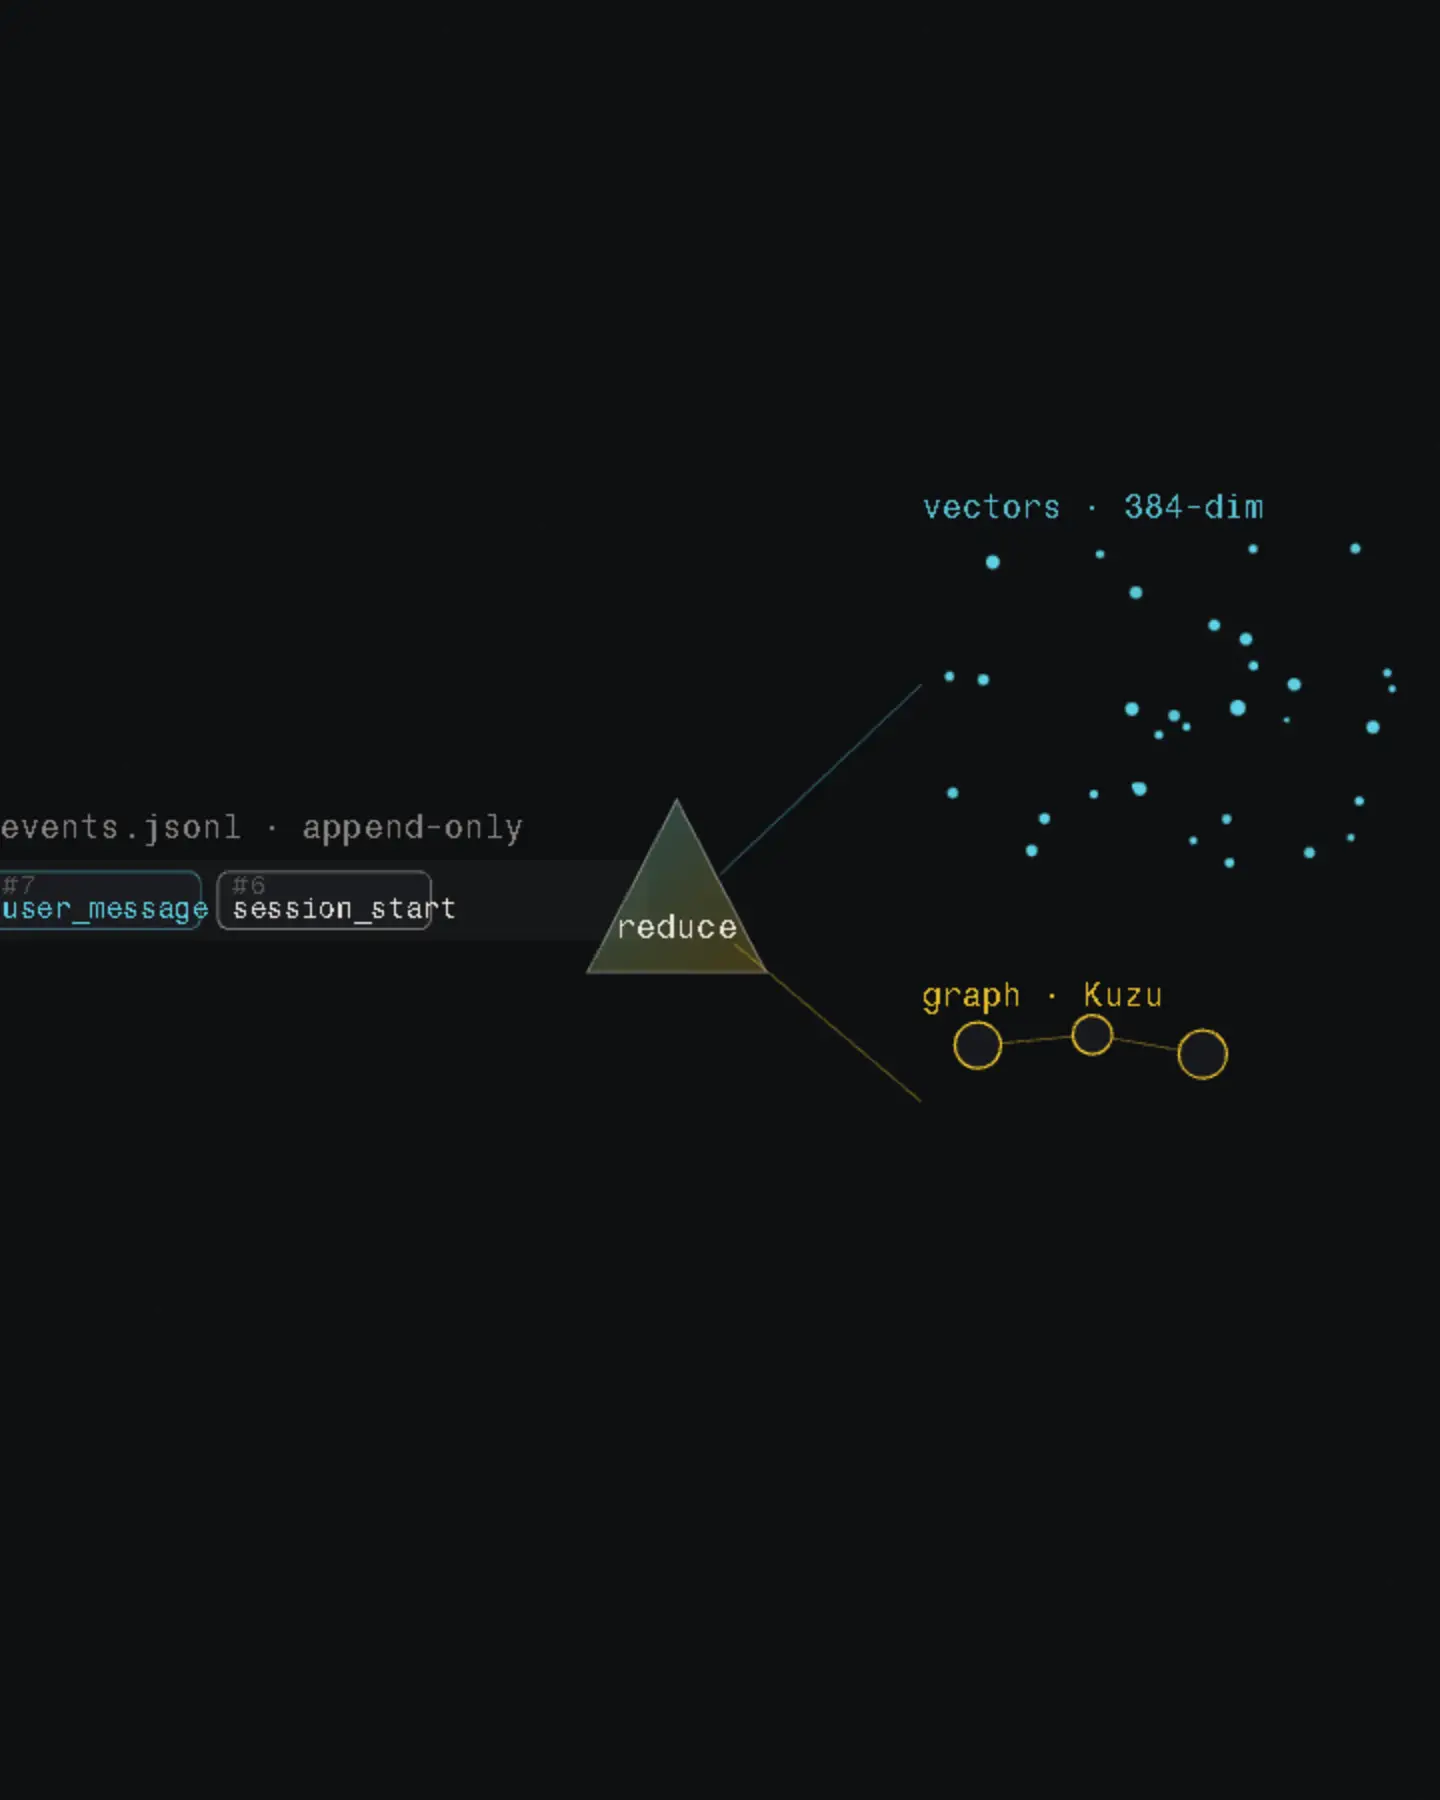 vectors · 384-dim
events.jsonl · append-only
#7
user_message
#6
session_start
reduce
graph · Kuzu